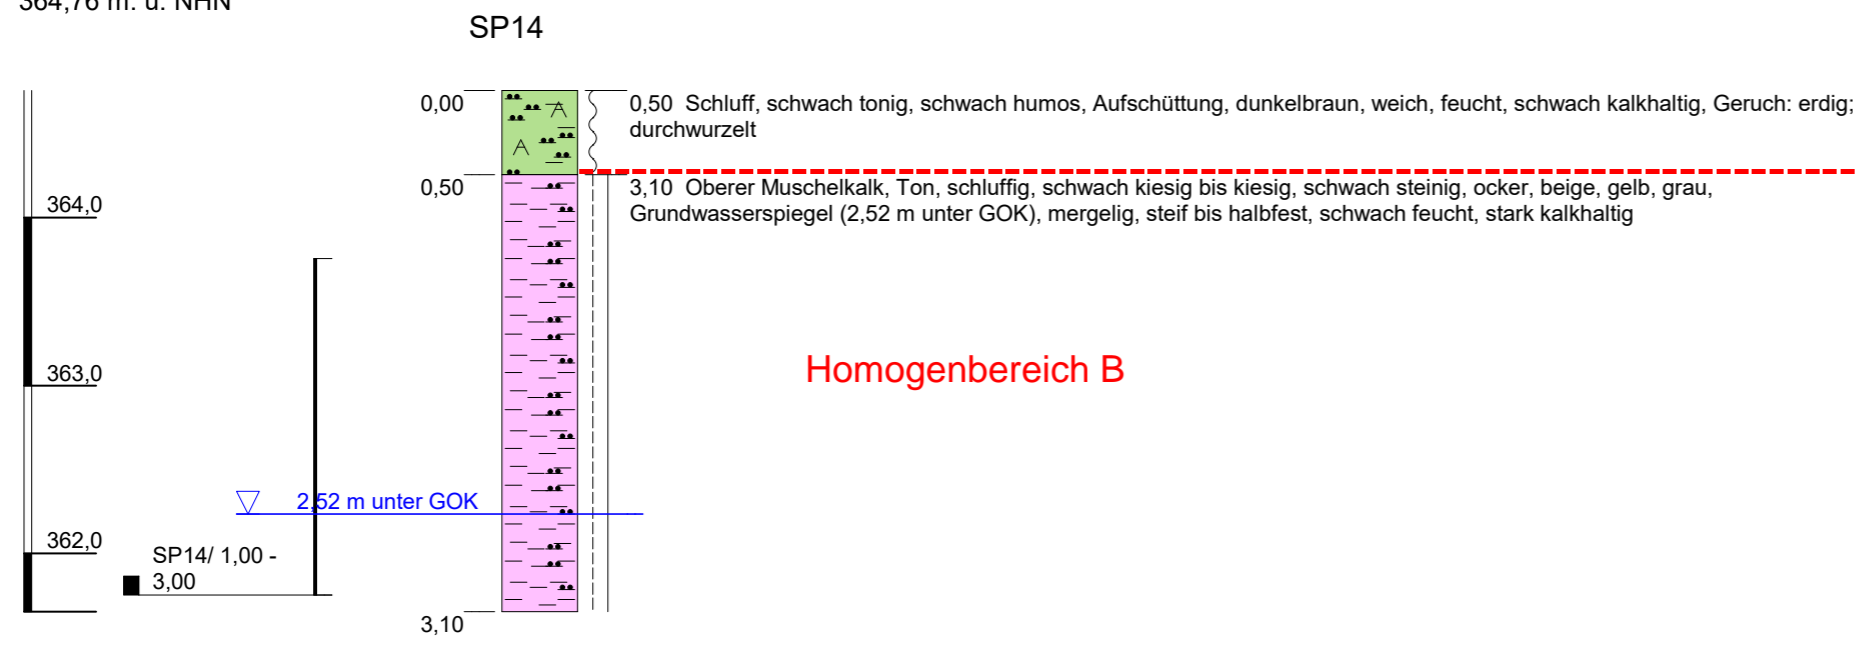 364,76 m. ü. NHN
SP14
0,00
0,50 Schluff, schwach tonig, schwach humos, Aufschüttung, dunkelbraun, weich, feucht, schwach kalkhaltig, Geruch: erdig;
durchwurzelt
0,50
3,10 Oberer Muschelkalk, Ton, schluffig, schwach kiesig bis kiesig, schwach steinig, ocker, beige, gelb, grau,
Grundwasserspiegel (2,52 m unter GOK), mergelig, steif bis halbfest, schwach feucht, stark kalkhaltig
364,0
A
A
363,0
Homogenbereich B
2,52 m unter GOK
362,0
SP14/ 1,00 -
3,00
3,10